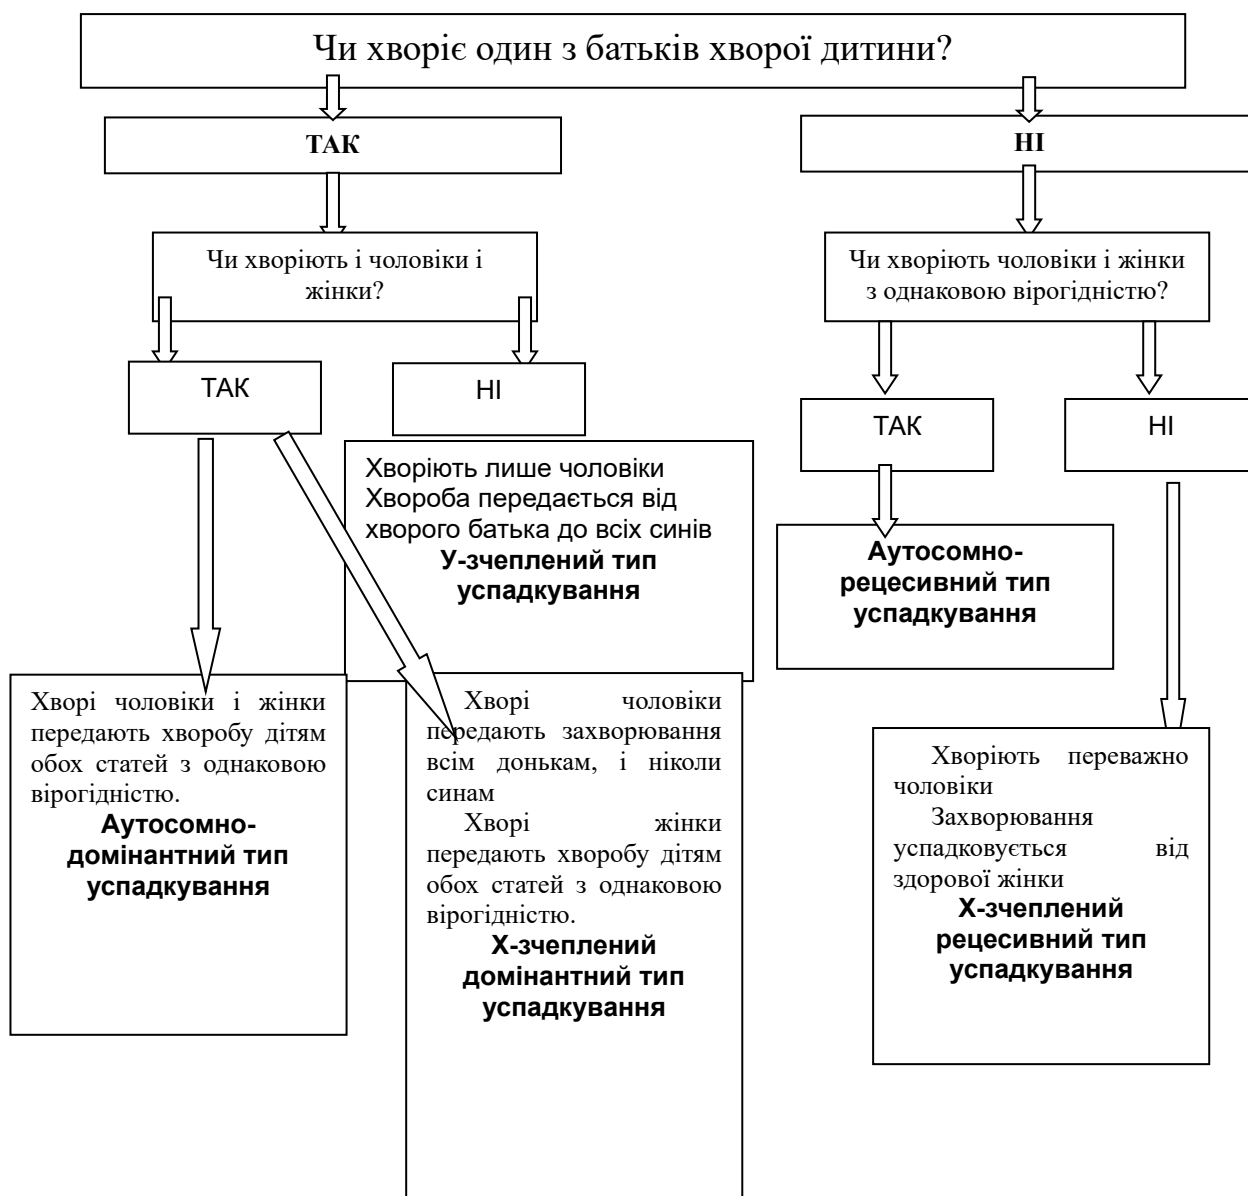 Чи хворіє один з батьків хворої дитини?
ТАК
НІ
Чи хворіють і чоловіки і
жінки?
Чи хворіють чоловіки і жінки
з однаковою вірогідністю?
ТАК
НІ
ТАК
НІ
Хворіють лише чоловіки
Хвороба передається від
хворого батька до всіх синів
У-зчеплений тип
успадкування
Аутосомно-
рецесивний тип
успадкування
Хворі чоловіки і жінки
передають хворобу дітям
обох статей з однаковою
вірогідністю.
Аутосомно-
домінантний тип
успадкування
Хворі чоловіки
передають захворювання
всім донькам, і ніколи
синам
Хворі жінки
передають хворобу дітям
обох статей з однаковою
вірогідністю.
Х-зчеплений
домінантний тип
успадкування
Хворіють переважно
чоловіки
Захворювання
успадковується від
здорової жінки
Х-зчеплений
рецесивний тип
успадкування